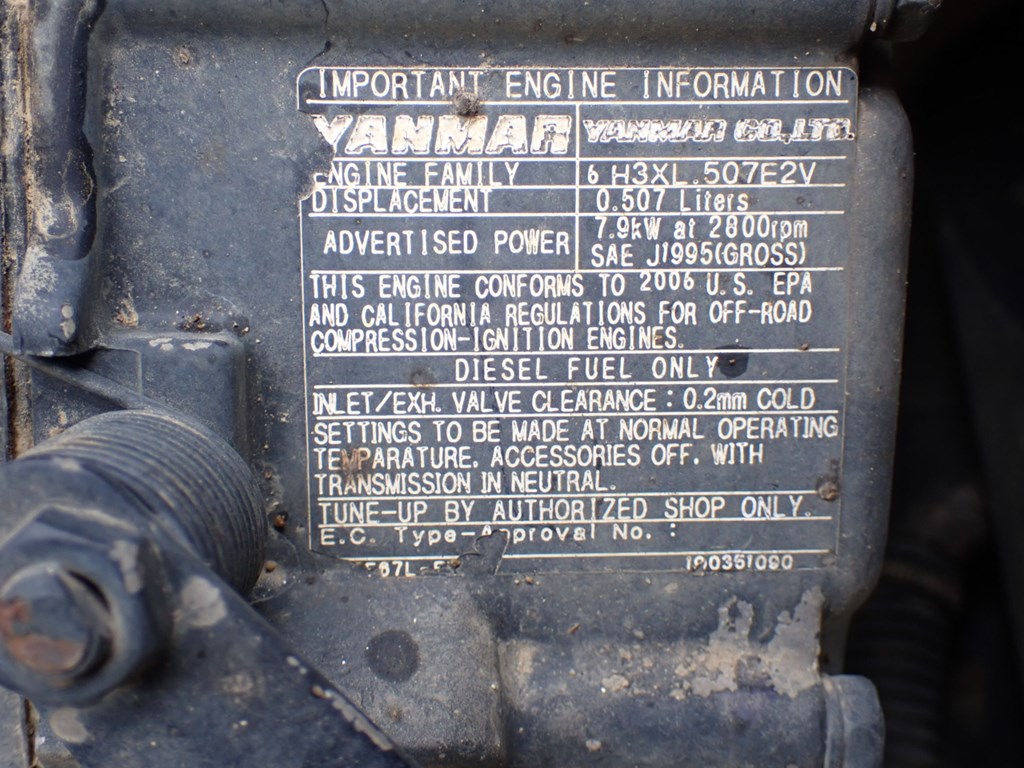 IMPORTANT ENGINE INFORMATION
YANMAR YANMAR CO.,LTD.
ENGINE FAMILY 6 H3XL.507E2V
DISPLACEMENT 0.507 Liters
ADVERTISED POWER 7.9kW at 2800rpm
SAE J1995(GROSS)
THIS ENGINE CONFORMS TO 2006 U.S. EPA
AND CALIFORNIA REGULATIONS FOR OFF-ROAD
COMPRESSION-IGNITION ENGINES.
DIESEL FUEL ONLY
INLET/EXH. VALVE CLEARANCE : 0.2mm COLD
SETTINGS TO BE MADE AT NORMAL OPERATING
TEMPARATURE. ACCESSORIES OFF. WITH
TRANSMISSION IN NEUTRAL.
TUNE-UP BY AUTHORIZED SHOP ONLY.
E.C. Type-Approval No. :